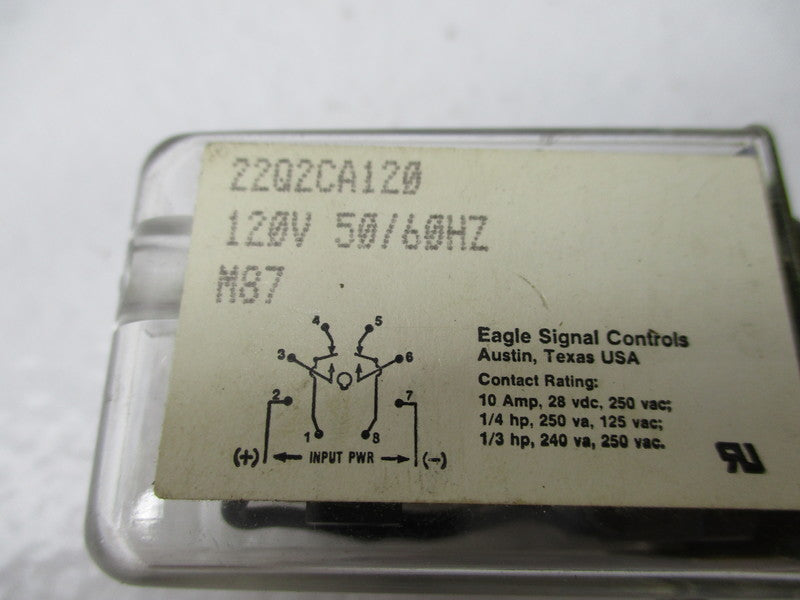 22Q2CA120
120V 50/60HZ
M87
4 5
3 6
2 7
1 8
(+) INPUT PWR (-)
Eagle Signal Controls
Austin, Texas USA
Contact Rating:
10 Amp, 28 vdc, 250 vac;
1/4 hp, 250 va, 125 vac;
1/3 hp, 240 va, 250 vac.
RU